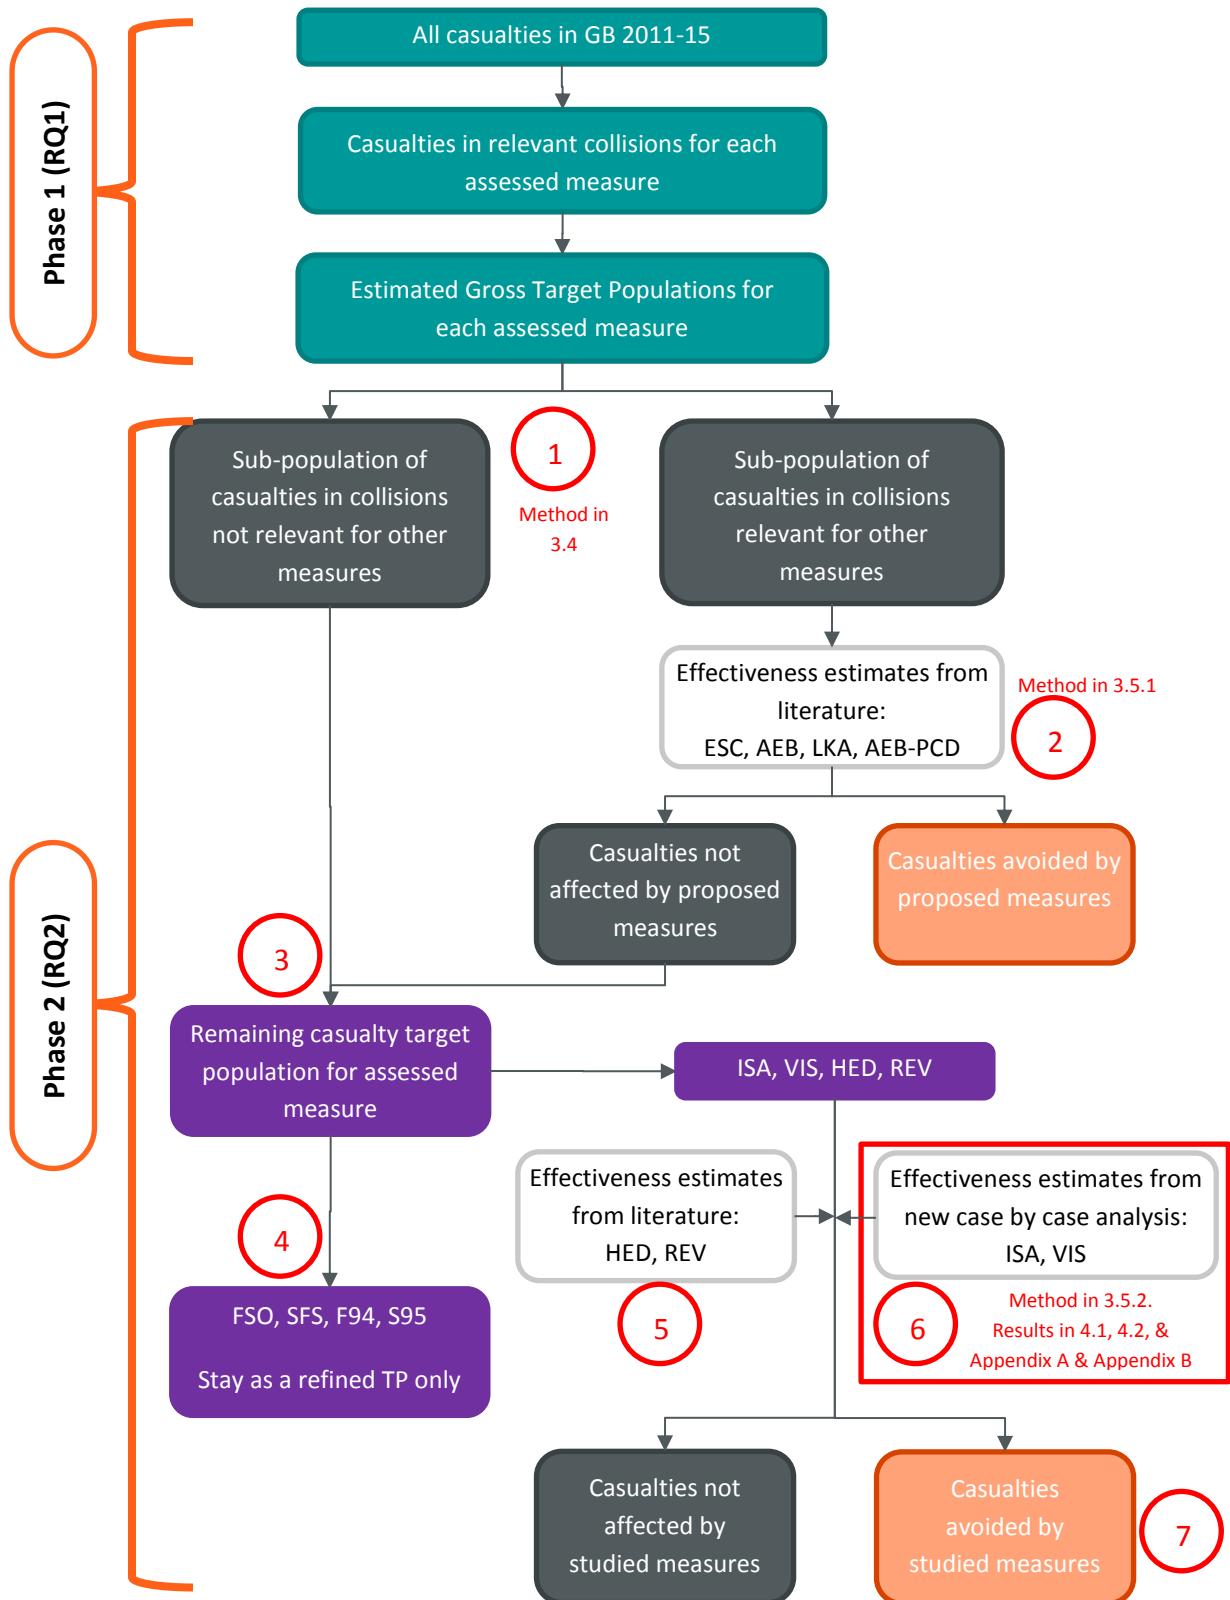 All casualties in GB 2011-15
Phase 1 (RQ1)
Casualties in relevant collisions for each
assessed measure
Estimated Gross Target Populations for
each assessed measure
Sub-population of
casualties in collisions
not relevant for other
measures
1
Method in
3.4
Sub-population of
casualties in collisions
relevant for other
measures
Effectiveness estimates from
literature:
ESC, AEB, LKA, AEB-PCD
Method in 3.5.1
2
Casualties not
affected by proposed
measures
Casualties avoided by
proposed measures
Phase 2 (RQ2)
3
Remaining casualty target
population for assessed
measure
ISA, VIS, HED, REV
Effectiveness estimates
from literature:
HED, REV
5
Effectiveness estimates from
new case by case analysis:
ISA, VIS
6
Method in 3.5.2.
Results in 4.1, 4.2, &
Appendix A & Appendix B
4
FSO, SFS, F94, S95
Stay as a refined TP only
Casualties not
affected by
studied measures
Casualties
avoided by
studied measures
7